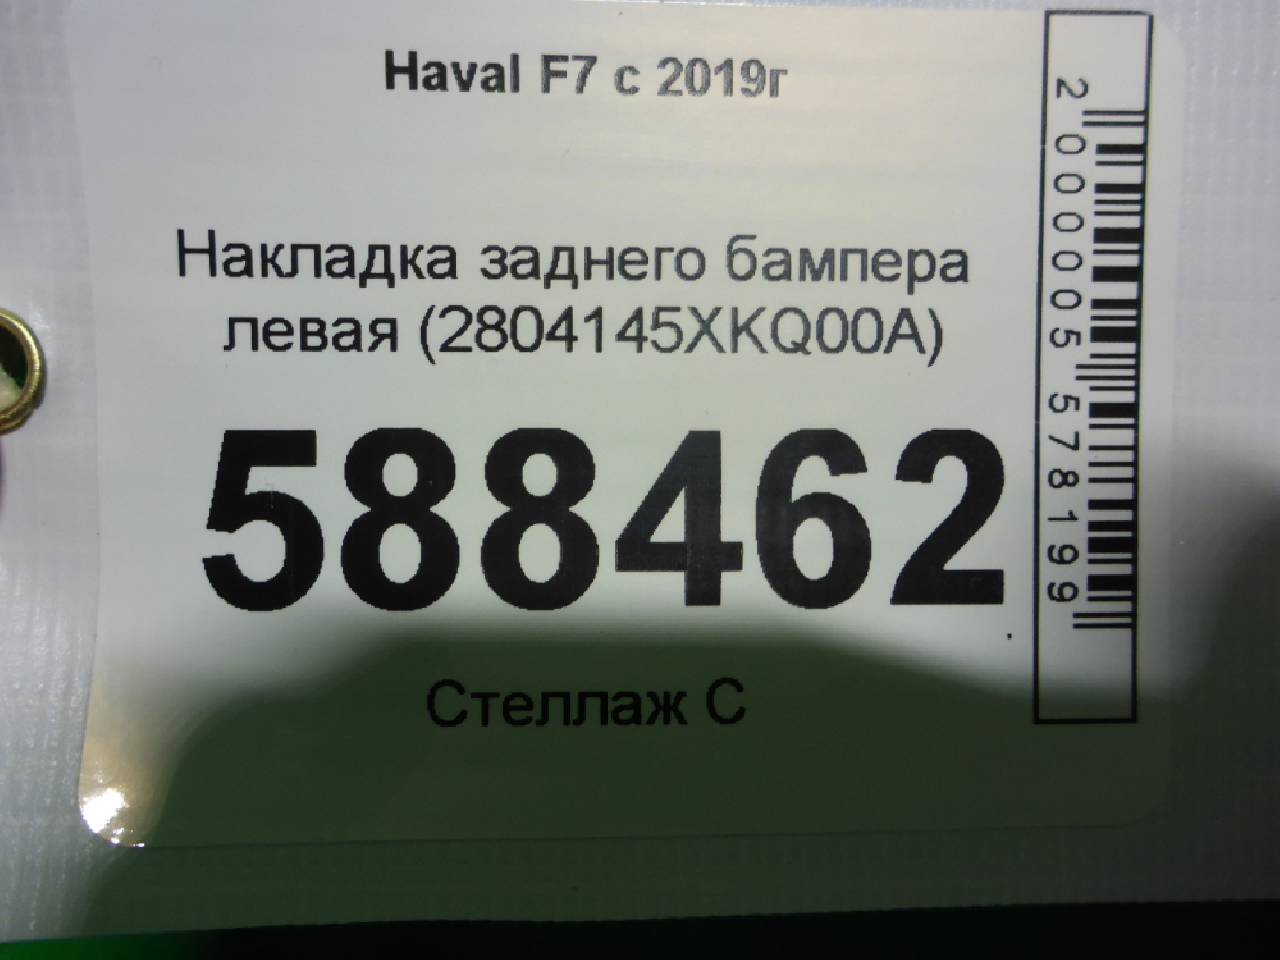 Haval F7 с 2019г
Накладка заднего бампера
левая (2804145XKQ00A)
588462
Стеллаж С
2000005578199